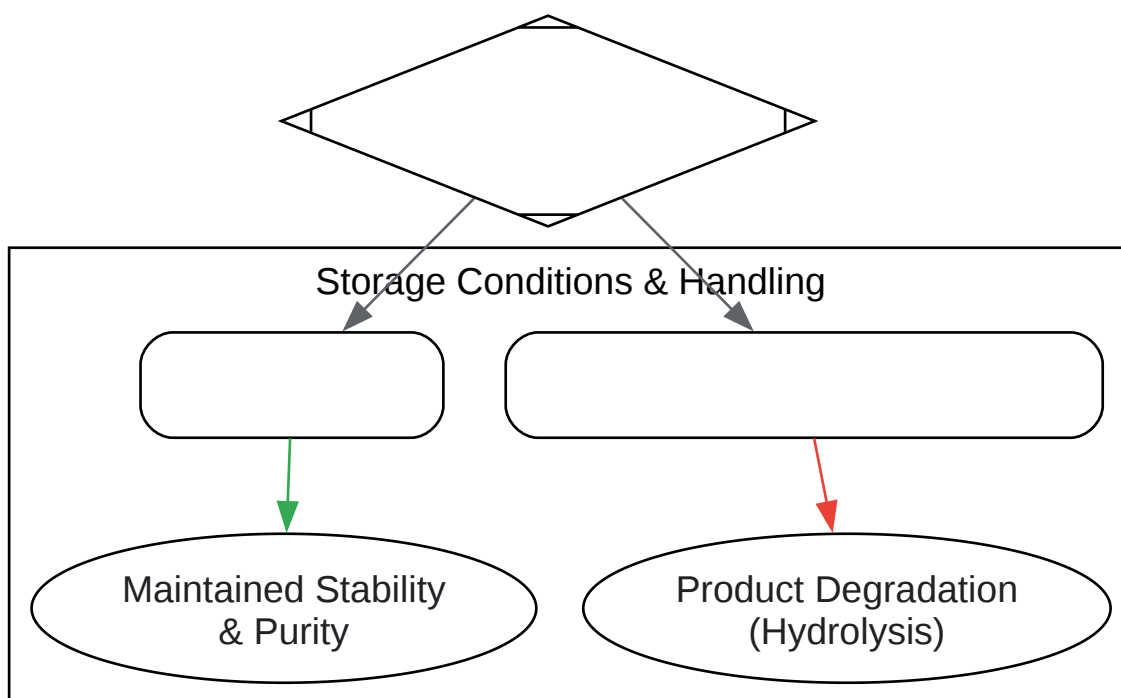 Storage Conditions & Handling
Maintained Stability
& Purity
Product Degradation
(Hydrolysis)